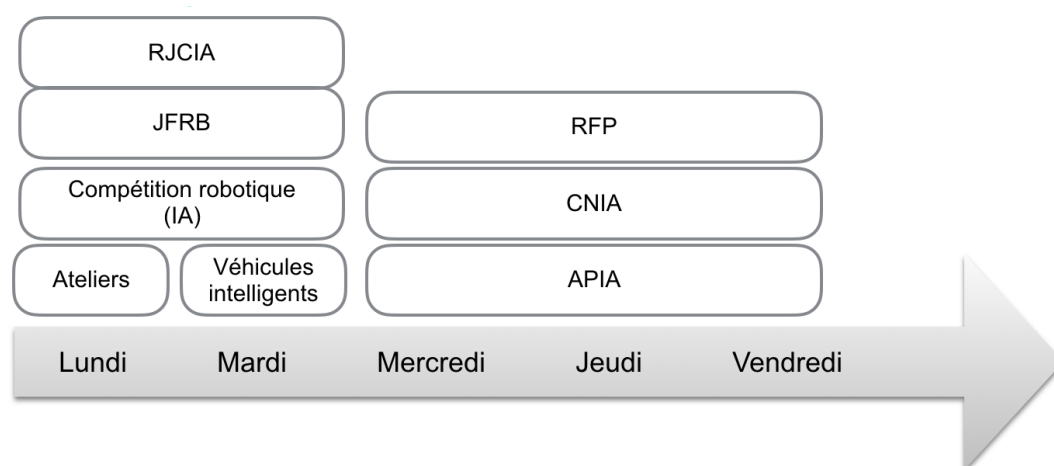 RJCIA
JFRB
RFP
Compétition robotique
(IA)
CNIA
Ateliers
Véhicules
intelligents
APIA
Lundi Mardi Mercredi Jeudi Vendredi